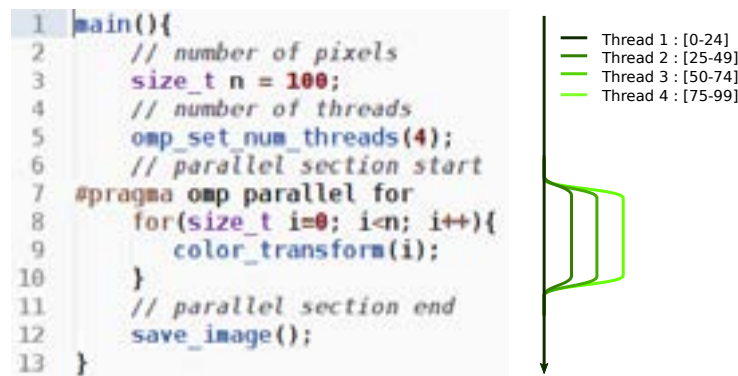 1 main(){
2 // number of pixels
3 size_t n = 100;
4 // number of threads
5 omp_set_num_threads(4);
6 // parallel section start
7 #pragma omp parallel for
8 for(size_t i=0; i<n; i++){
9 color_transform(i);
10 }
11 // parallel section end
12 save_image();
13 }
Thread 1 : [0-24]
Thread 2 : [25-49]
Thread 3 : [50-74]
Thread 4 : [75-99]